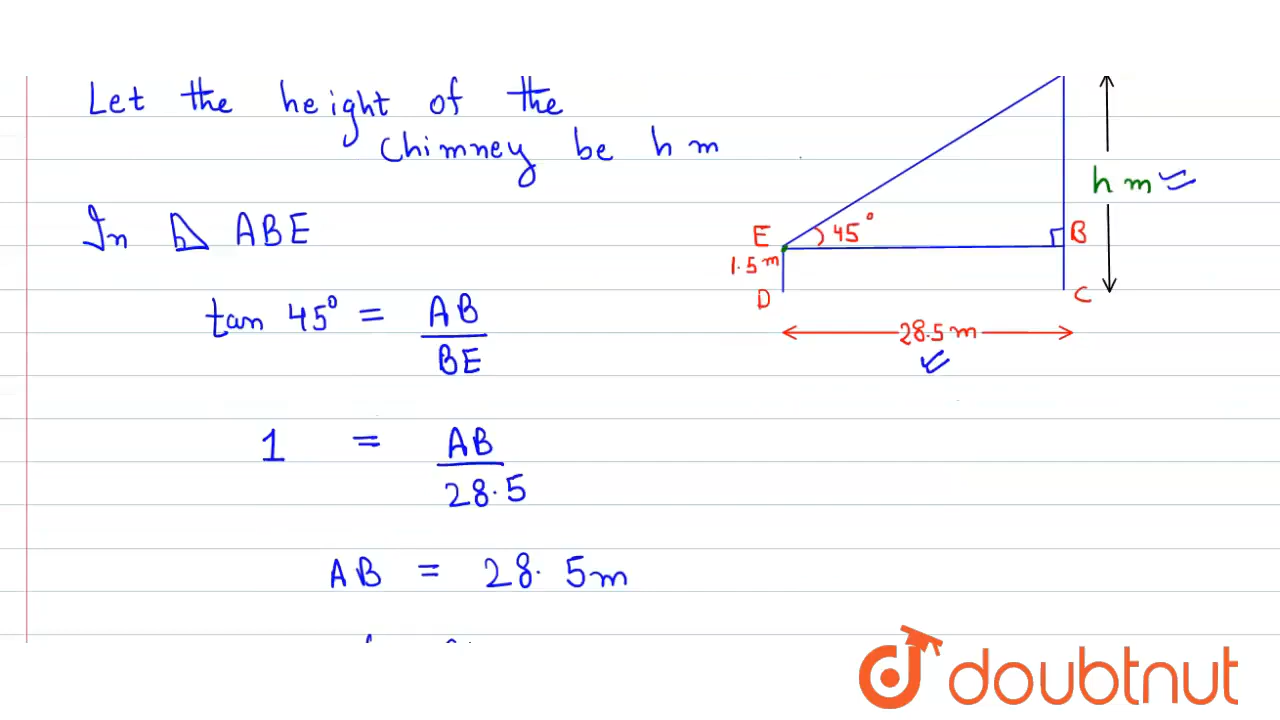 Let the height of the
chimney be h m
In △ ABE
tan 45° = AB
BE
1 = AB
28.5
AB = 28.5m
h m
E 45° B
1.5 m
D C
28.5 m
doubtnut